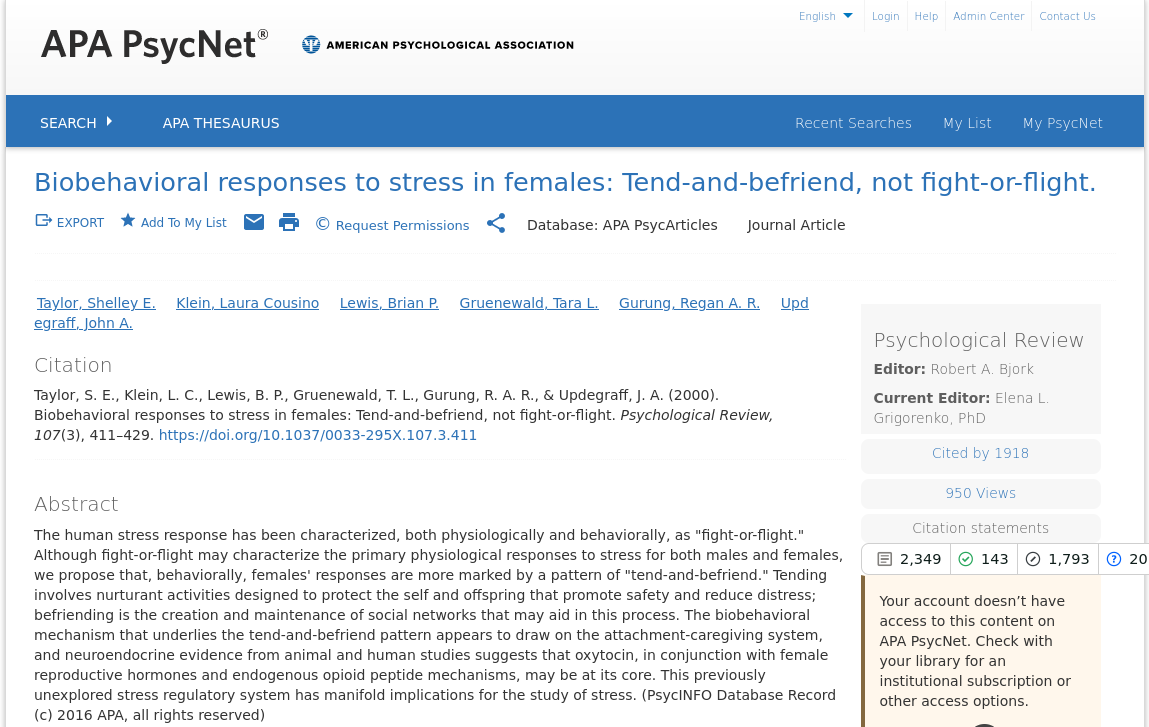 English
Login
Help
Admin Center
Contact Us
APA PsycNet®
AMERICAN PSYCHOLOGICAL ASSOCIATION
SEARCH
APA THESAURUS
Recent Searches
My List
My PsycNet
Biobehavioral responses to stress in females: Tend-and-befriend, not fight-or-flight.
EXPORT
Add To My List
© Request Permissions
Database: APA PsycArticles
Journal Article
Taylor, Shelley E. Klein, Laura Cousino Lewis, Brian P. Gruenewald, Tara L. Gurung, Regan A. R. Upd
egraff, John A.
Citation
Taylor, S. E., Klein, L. C., Lewis, B. P., Gruenewald, T. L., Gurung, R. A. R., & Updegraff, J. A. (2000).
Biobehavioral responses to stress in females: Tend-and-befriend, not fight-or-flight. Psychological Review,
107(3), 411–429. https://doi.org/10.1037/0033-295X.107.3.411
Abstract
The human stress response has been characterized, both physiologically and behaviorally, as "fight-or-flight."
Although fight-or-flight may characterize the primary physiological responses to stress for both males and females,
we propose that, behaviorally, females' responses are more marked by a pattern of "tend-and-befriend." Tending
involves nurturant activities designed to protect the self and offspring that promote safety and reduce distress;
befriending is the creation and maintenance of social networks that may aid in this process. The biobehavioral
mechanism that underlies the tend-and-befriend pattern appears to draw on the attachment-caregiving system,
and neuroendocrine evidence from animal and human studies suggests that oxytocin, in conjunction with female
reproductive hormones and endogenous opioid peptide mechanisms, may be at its core. This previously
unexplored stress regulatory system has manifold implications for the study of stress. (PsycINFO Database Record
(c) 2016 APA, all rights reserved)
Psychological Review
Editor: Robert A. Bjork
Current Editor: Elena L.
Grigorenko, PhD
Cited by 1918
950 Views
Citation statements
2,349
143
1,793
20
Your account doesn’t have
access to this content on
APA PsycNet. Check with
your library for an
institutional subscription or
other access options.